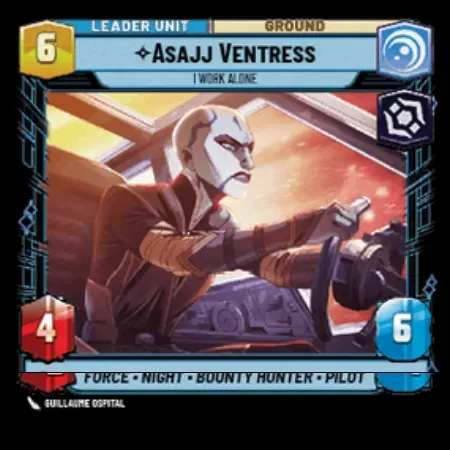 LEADER UNIT
GROUND
6
ASAJJ VENTRESS
I WORK ALONE
4
6
FORCE • NIGHT • BOUNTY HUNTER • PILOT
GUILLAUME OSPITAL